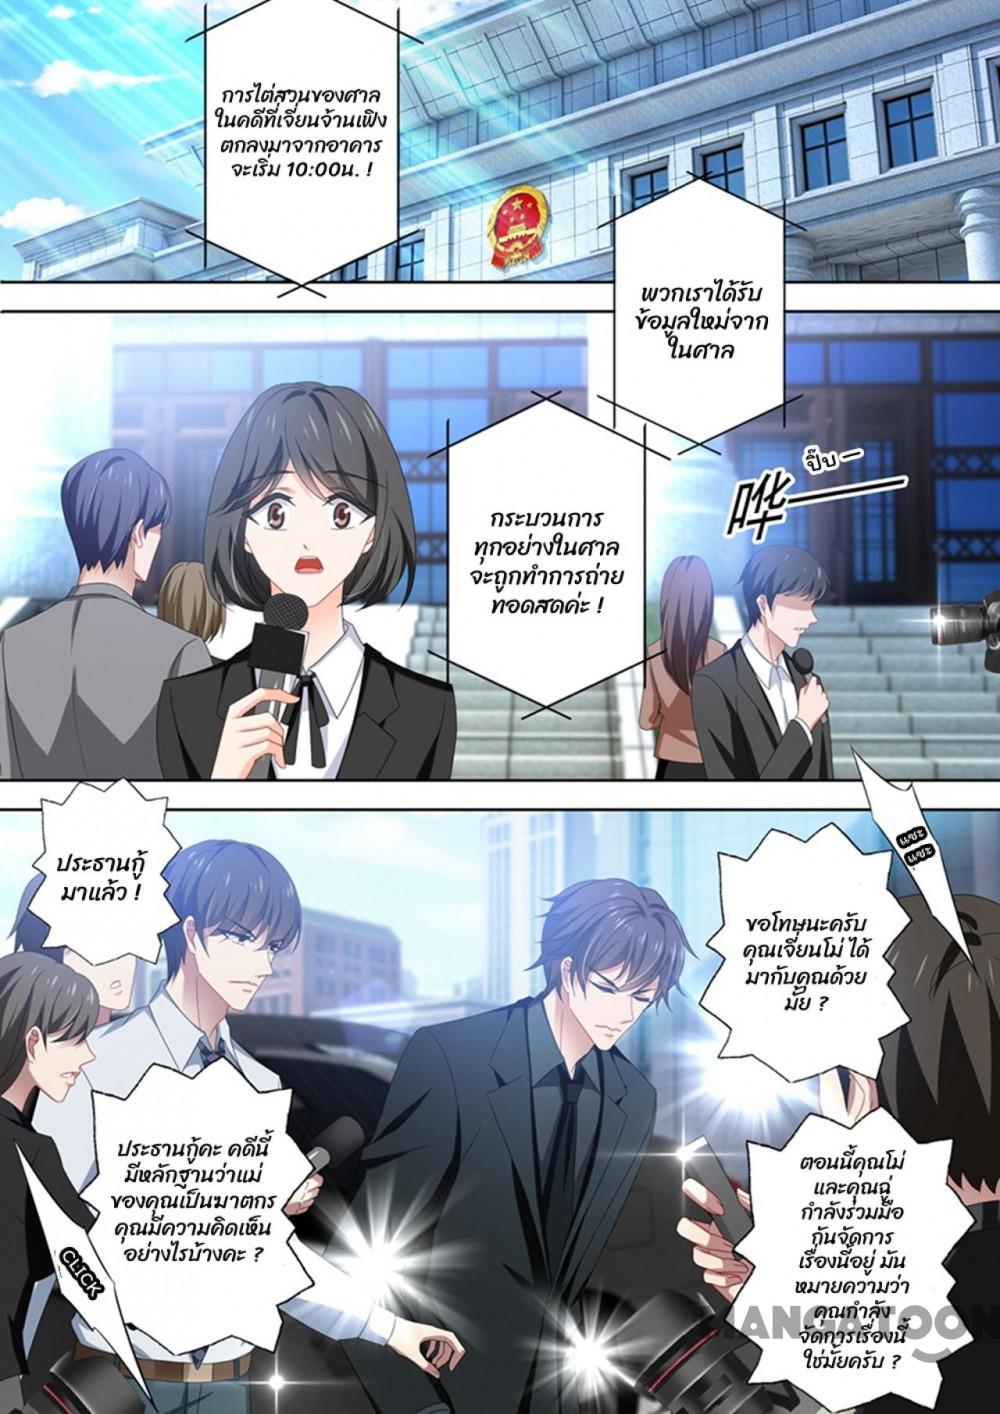 การไต่สวนของศาล
ในคดีที่เจี่ยนจ้านเฟิง
ตกลงมาจากอาคาร
จะเริ่ม 10:00น. !
พวกเราได้รับ
ข้อมูลใหม่จาก
ในศาล
กระบวนการ
ทุกอย่างในศาล
จะถูกทำการถ่าย
ทอดสดค่ะ !
ปิ๊บ —
哗——
ประธานกู้
มาแล้ว !
แชะ
แชะ
ขอโทษนะครับ
คุณเจี่ยนโม่ ได้
มากับคุณด้วย
มั้ย ?
ประธานกู้คะ คดีนี้
มีหลักฐานว่าแม่
ของคุณเป็นฆาตกร
คุณมีความคิดเห็น
อย่างไรบ้างคะ ?
CLICK
ตอนนี้คุณโม่
และคุณฉู่
กำลังร่วมมือ
กันจัดการ
เรื่องนี้อยู่ มัน
หมายความว่า
คุณกำลัง
จัดการเรื่องนี้
ใช่มั้ยครับ ?
MANGATOON